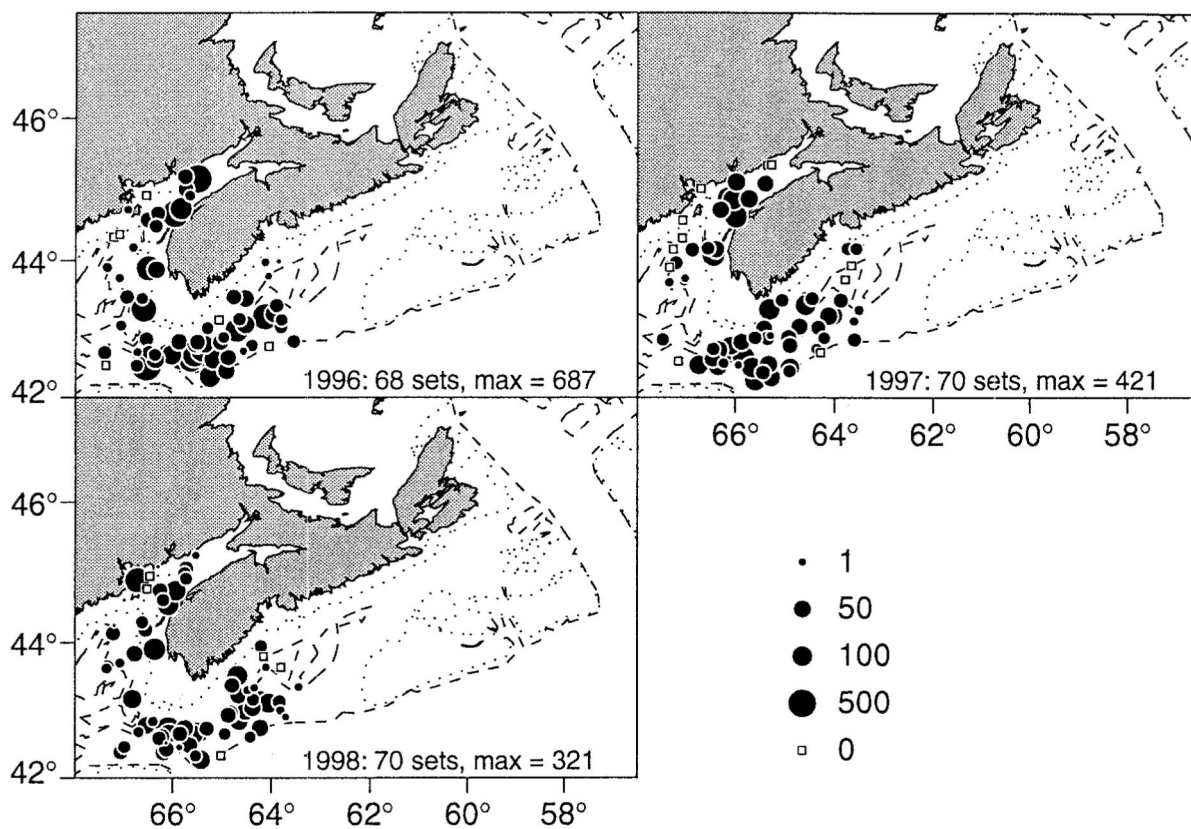 46°
44°
42°
1996: 68 sets, max = 687
1997: 70 sets, max = 421
66° 64° 62° 60° 58°
46°
44°
42°
1998: 70 sets, max = 321
66° 64° 62° 60° 58°
1
50
100
500
0